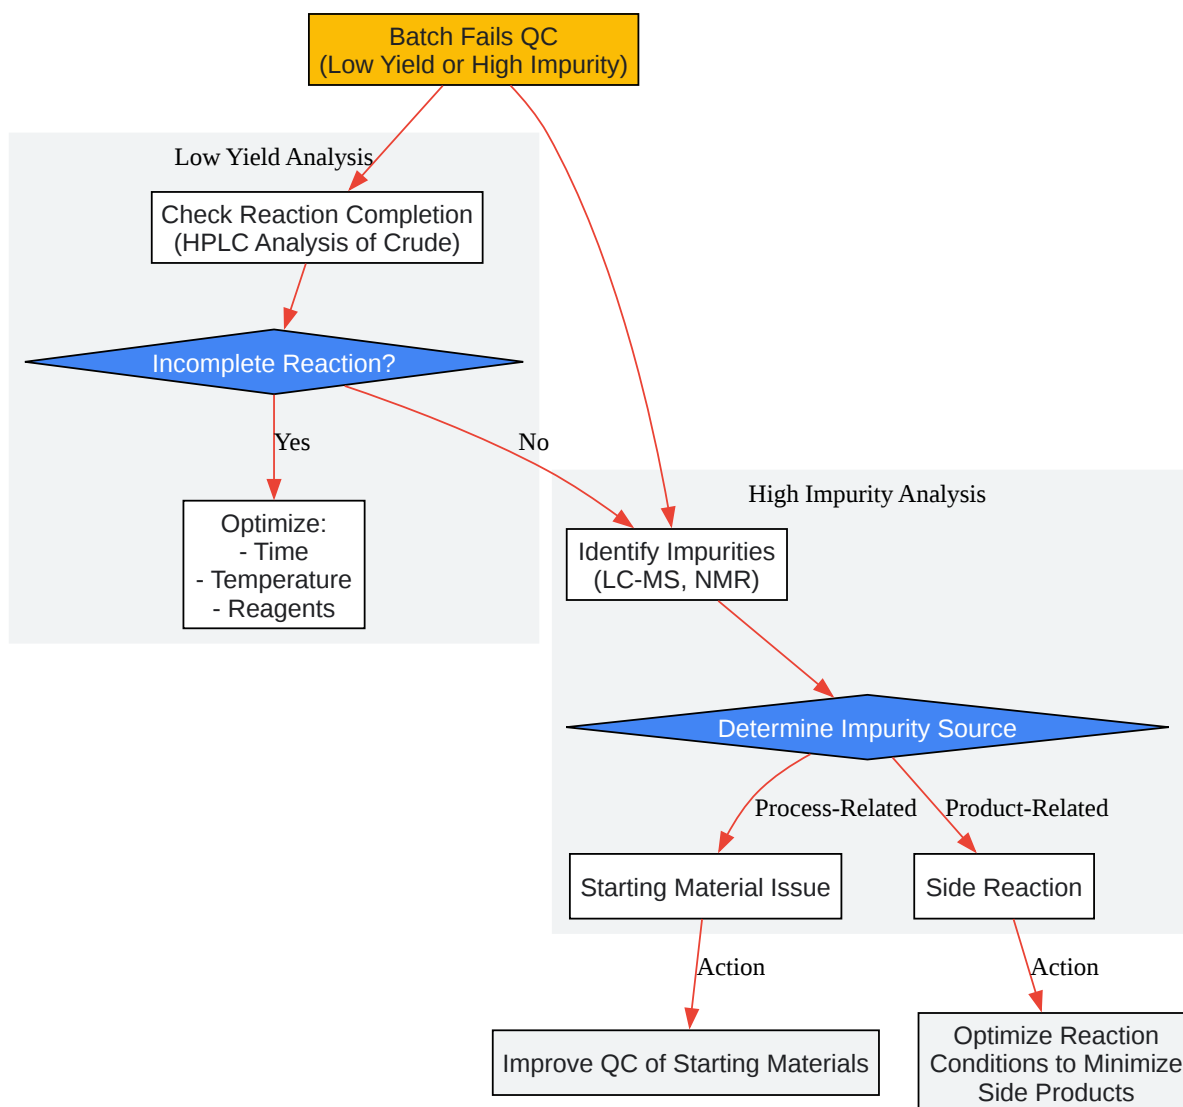 Batch Fails QC
(Low Yield or High Impurity)
Low Yield Analysis
Check Reaction Completion
(HPLC Analysis of Crude)
Incomplete Reaction?
Yes
No
Optimize:
- Time
- Temperature
- Reagents
High Impurity Analysis
Identify Impurities
(LC-MS, NMR)
Determine Impurity Source
Process-Related
Product-Related
Starting Material Issue
Side Reaction
Action
Action
Improve QC of Starting Materials
Optimize Reaction
Conditions to Minimize
Side Products